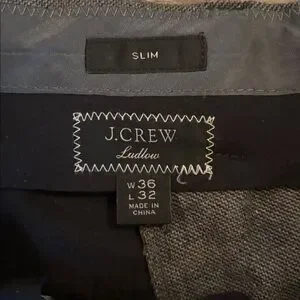 SLIM
J.CREW
Ludlow
W 36
L 32
MADE IN
CHINA